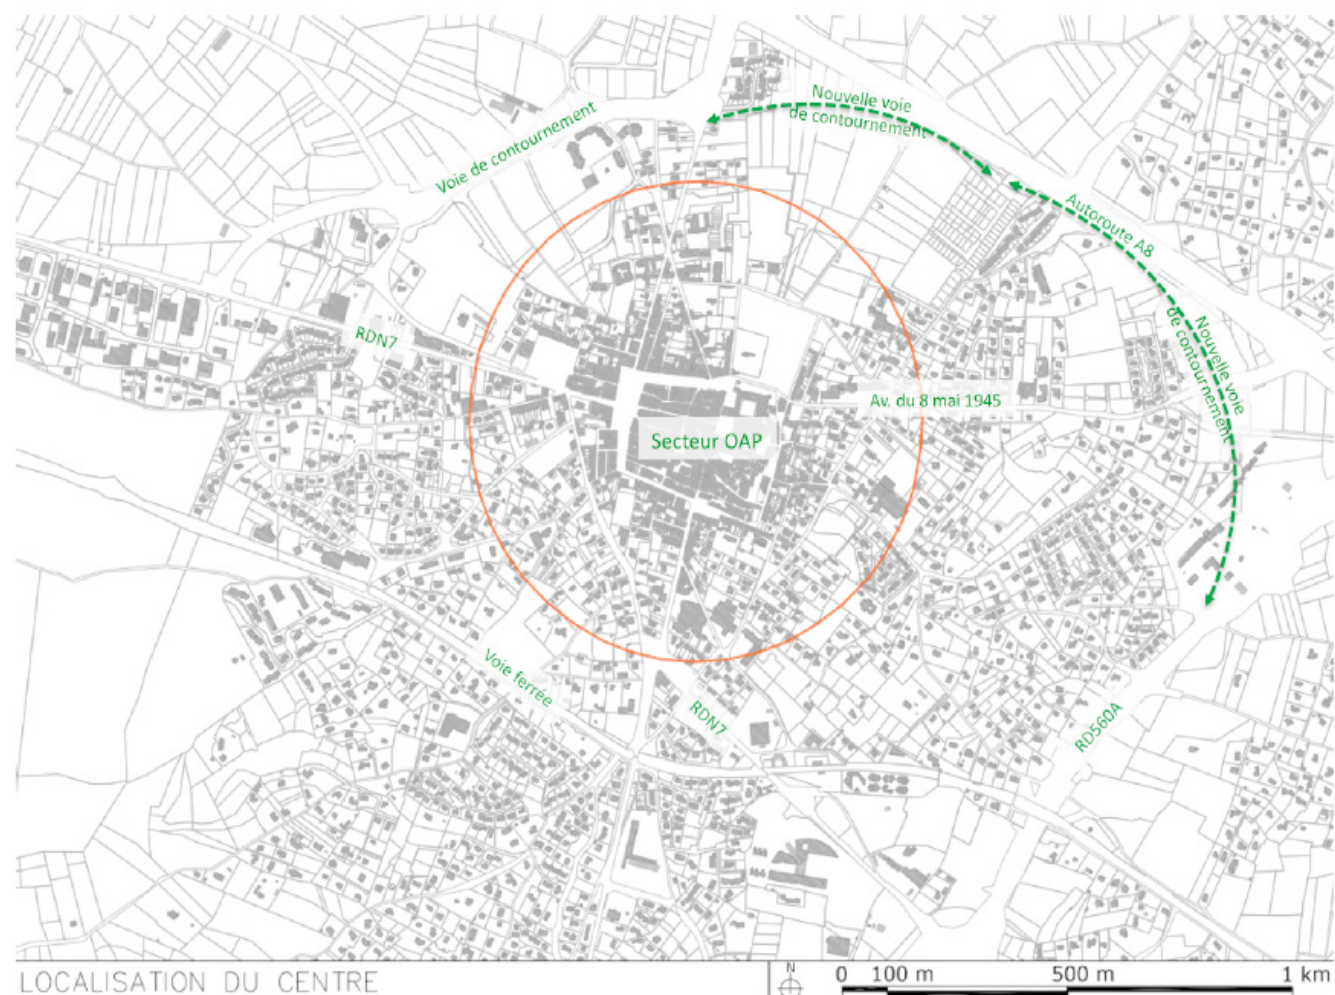 Nouvelle voie
de contournement
Voie de contournement
Autoroute A8
Nouvelle voie
de contournement
RDN7
Av. du 8 mai 1945
Secteur OAP
Voie ferrée
RDN7
RD560A
LOCALISATION DU CENTRE
N
0 100 m 500 m 1 km